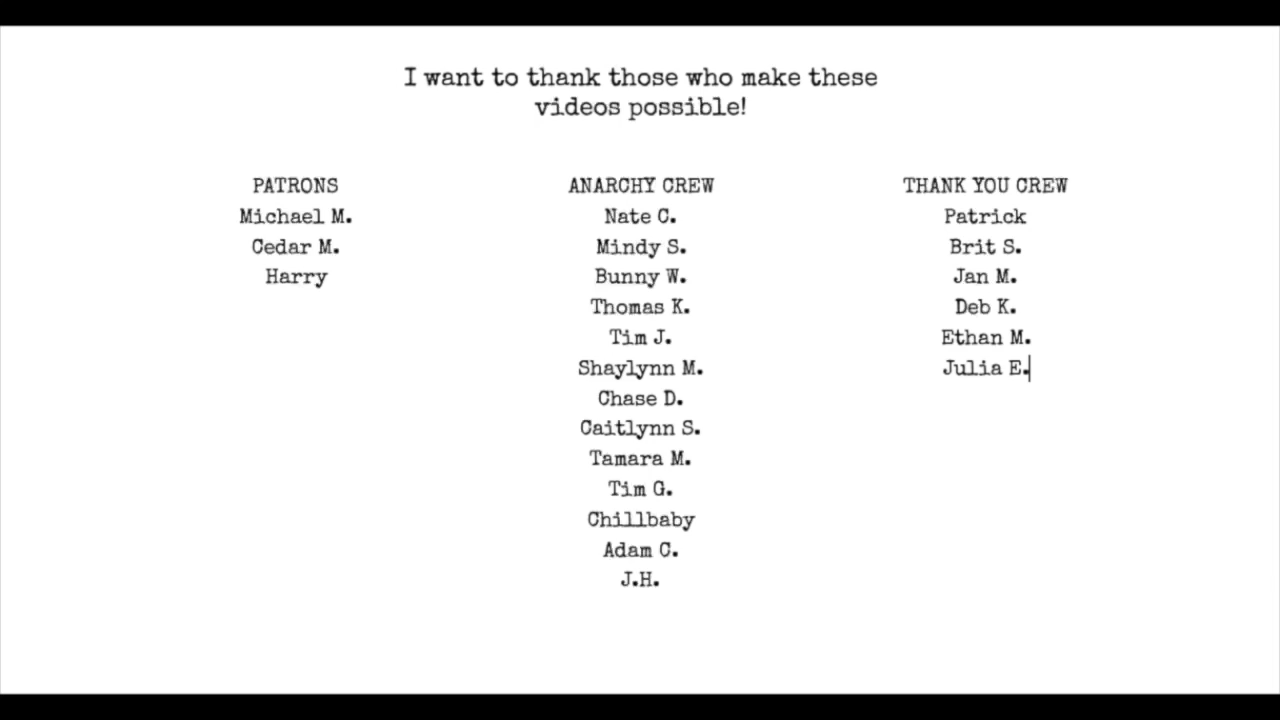 I want to thank those who make these
videos possible!
PATRONS
Michael M.
Cedar M.
Harry
ANARCHY CREW
Nate C.
Mindy S.
Bunny W.
Thomas K.
Tim J.
Shaylynn M.
Chase D.
Caitlynn S.
Tamara M.
Tim G.
Chillbaby
Adam C.
J.H.
THANK YOU CREW
Patrick
Brit S.
Jan M.
Deb K.
Ethan M.
Julia E.